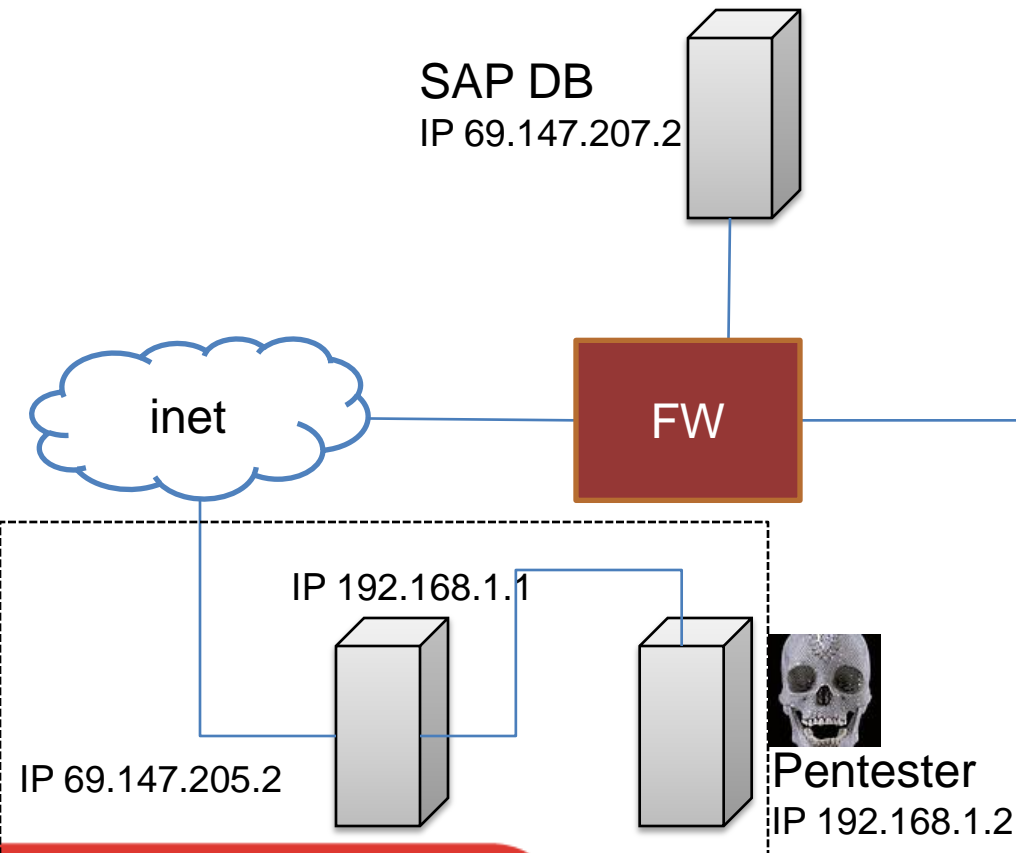 SAP DB
IP 69.147.207.2
inet
FW
IP 192.168.1.1
IP 69.147.205.2
Pentester
IP 192.168.1.2